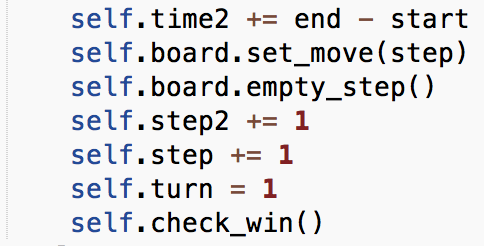 self.time2 += end - start
self.board.set_move(step)
self.board.empty_step()
self.step2 += 1
self.step += 1
self.turn = 1
self.check_win()